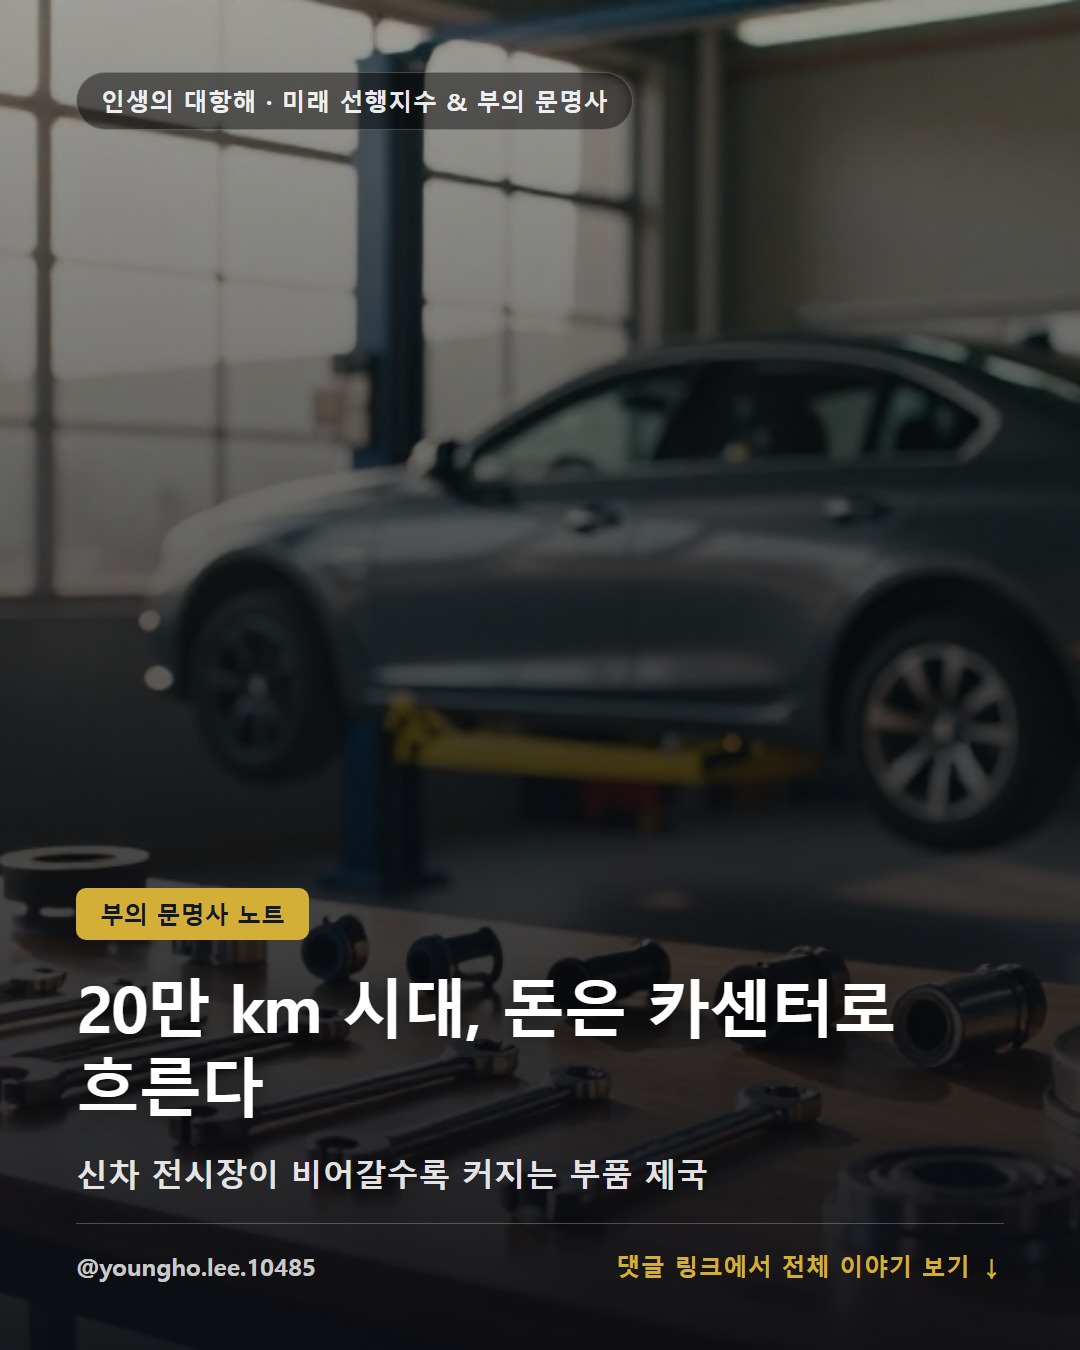 인생의 대항해 · 미래 선행지수 & 부의 문명사
부의 문명사 노트
20만 km 시대, 돈은 카센터로
흐른다
신차 전시장이 비어갈수록 커지는 부품 제국
@youngho.lee.10485
댓글 링크에서 전체 이야기 보기 ↓